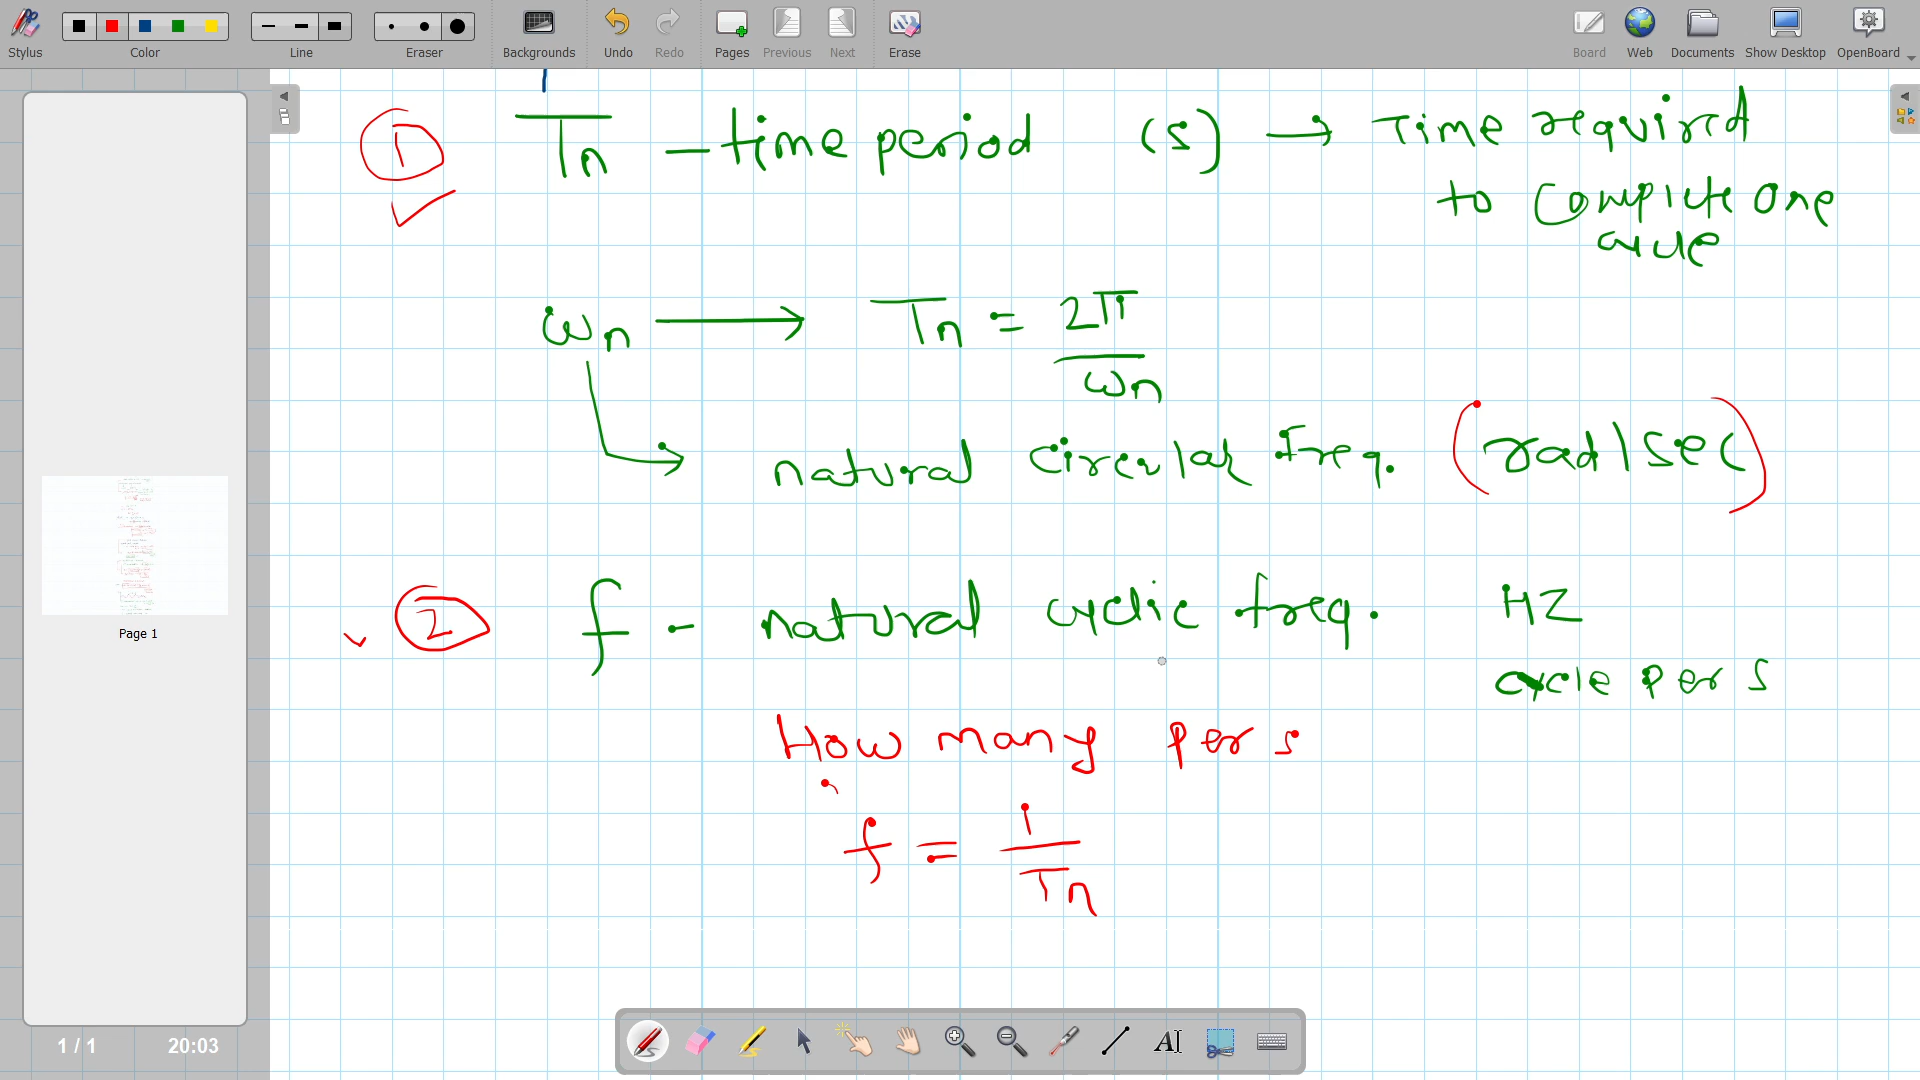 Stylus Color Line Eraser Backgrounds Undo Redo Pages Previous Next Erase Board Web Documents Show Desktop OpenBoard
① Tn - time period (s) → Time required
to complete one
cycle
ωn → Tn = 2π / ωn
natural circular freq. (rad/sec)
② f - natural cyclic freq. HZ
cycle per s
How many per s
f = 1 / Tn
Page 1
1 / 1 20:03